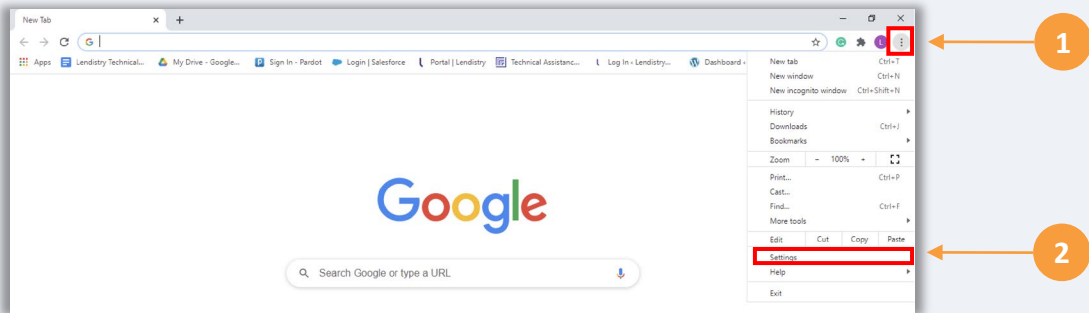 New Tab
1
Apps Lendistry Technical... My Drive - Google... Sign In - Pardot Login | Salesforce Portal | Lendistry Technical Assistanc... Log In ‹ Lendistry... Dashboard ‹
New tab Ctrl+T
New window Ctrl+N
New incognito window Ctrl+Shift+N
History
Downloads Ctrl+J
Bookmarks
Zoom - 100% +
Print... Ctrl+P
Cast...
Find... Ctrl+F
More tools
Edit Cut Copy Paste
Settings
2
Help
Exit
Google
Search Google or type a URL